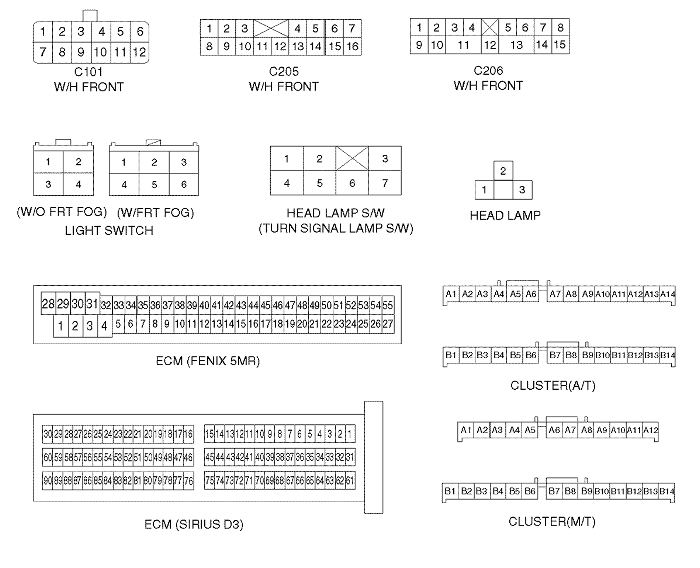 1 2 3 4 5 6
7 8 9 10 11 12
C101
W/H FRONT
1 2 3 4 5 6 7
8 9 10 11 12 13 14 15 16
C205
W/H FRONT
1 2 3 4 5 6 7 8
9 10 11 12 13 14 15
C206
W/H FRONT
1 2
3 4
(W/O FRT FOG)
1 2 3
4 5 6
(W/FRT FOG)
LIGHT SWITCH
1 2 3
4 5 6 7
HEAD LAMP S/W
(TURN SIGNAL LAMP S/W)
2
1 3
HEAD LAMP
28 29 30 31 32 33 34 35 36 37 38 39 40 41 42 43 44 45 46 47 48 49 50 51 52 53 54 55
1 2 3 4 5 6 7 8 9 10 11 12 13 14 15 16 17 18 19 20 21 22 23 24 25 26 27
ECM (FENIX 5MR)
A1 A2 A3 A4 A5 A6 A7 A8 A9 A10 A11 A12 A13 A14
B1 B2 B3 B4 B5 B6 B7 B8 B9 B10 B11 B12 B13 B14
CLUSTER(A/T)
30 29 28 27 26 25 24 23 22 21 20 19 18 17 16 15 14 13 12 11 10 9 8 7 6 5 4 3 2 1
60 59 58 57 56 55 54 53 52 51 50 49 48 47 46 45 44 43 42 41 40 39 38 37 36 35 34 33 32 31
90 89 88 87 86 85 84 83 82 81 80 79 78 77 76 75 74 73 72 71 70 69 68 67 66 65 64 63 62 61
ECM (SIRIUS D3)
A1 A2 A3 A4 A5 A6 A7 A8 A9 A10 A11 A12
B1 B2 B3 B4 B5 B6 B7 B8 B9 B10 B11 B12 B13 B14
CLUSTER(M/T)